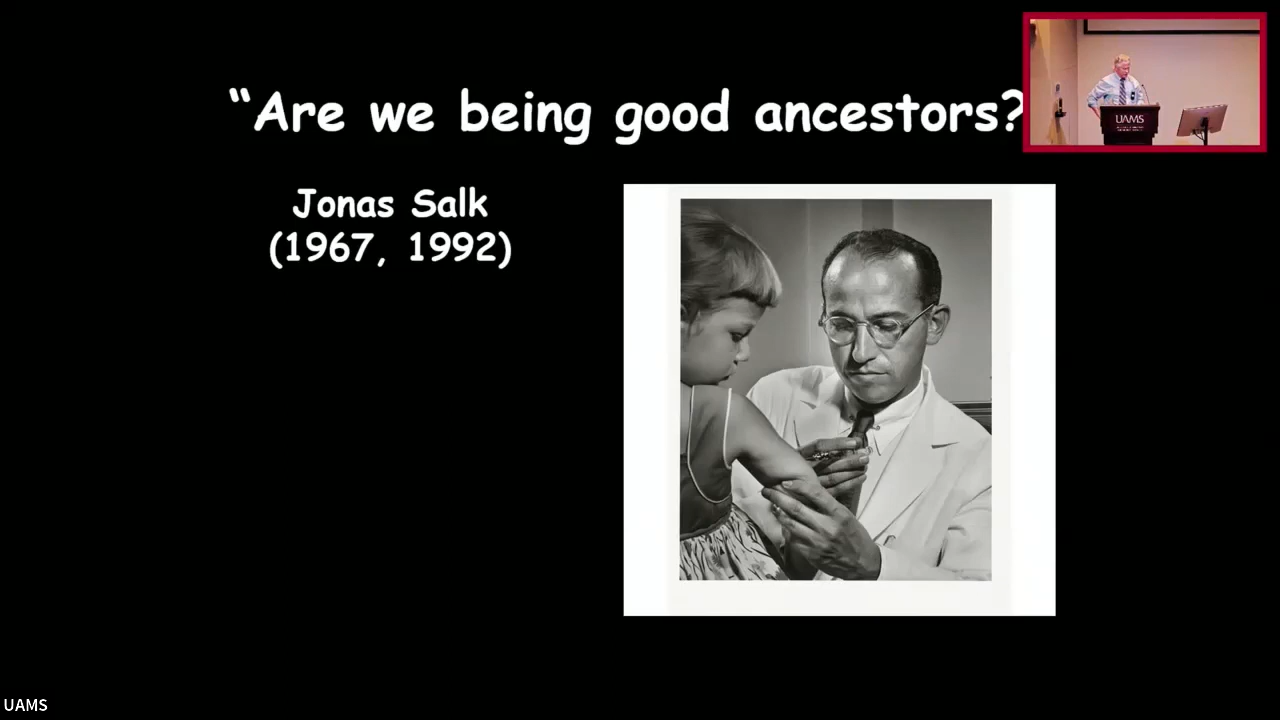 “Are we being good ancestors?
Jonas Salk
(1967, 1992)
UAMS
UAMS